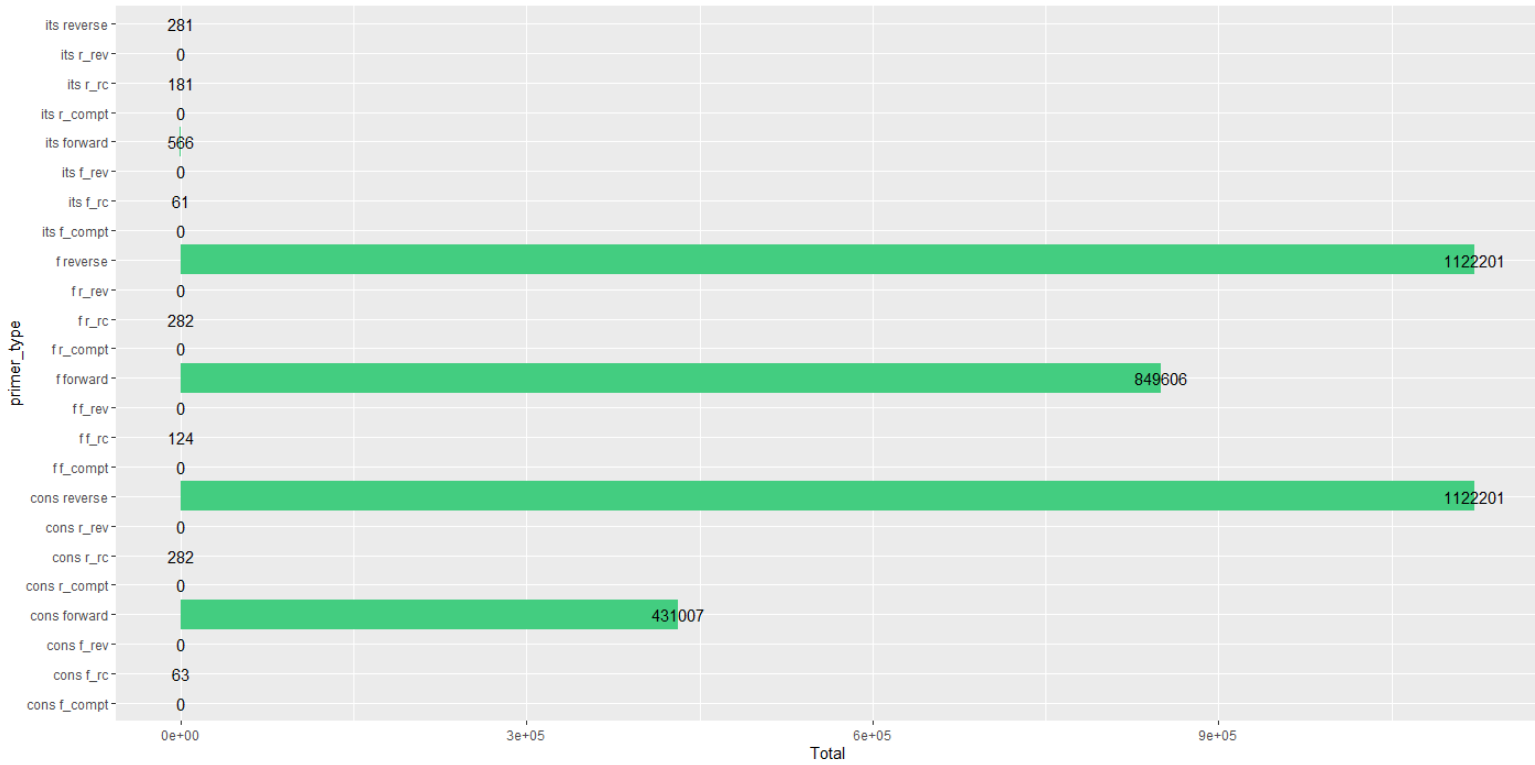 its reverse 281
its r_rev 0
its r_rc 181
its r_compt 0
its forward 566
its f_rev 0
its f_rc 61
its f_compt 0
f reverse 1122201
f r_rev 0
f r_rc 282
f r_compt 0
f forward 849606
f f_rev 0
f f_rc 124
f f_compt 0
cons reverse 1122201
cons r_rev 0
cons r_rc 282
cons r_compt 0
cons forward 431007
cons f_rev 0
cons f_rc 63
cons f_compt 0
primer_type
0e+00 3e+05 6e+05 9e+05
Total